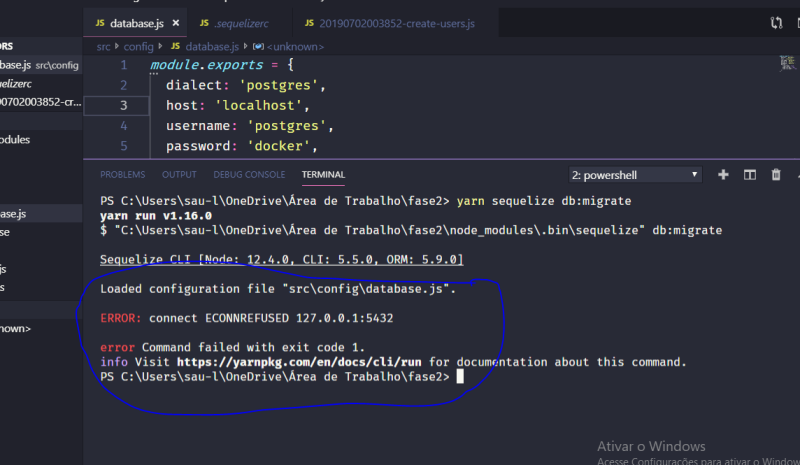 JS database.js ×
JS .sequelizerc
JS 20190702003852-create-users.js
src › config › JS database.js › <unknown>
ORS
base.js src\config
uelizerc
90702003852-cr...
odules
ase.js
se
js
s
nown>
1 module.exports = {
2 dialect: 'postgres',
3 host: 'localhost',
4 username: 'postgres',
5 password: 'docker',
PROBLEMS OUTPUT DEBUG CONSOLE TERMINAL 2: powershell
PS C:\Users\sau-l\OneDrive\Área de Trabalho\fase2> yarn sequelize db:migrate
yarn run v1.16.0
$ "C:\Users\sau-l\OneDrive\Área de Trabalho\fase2\node_modules\.bin\sequelize" db:migrate
Sequelize CLI [Node: 12.4.0, CLI: 5.5.0, ORM: 5.9.0]
Loaded configuration file "src\config\database.js".
ERROR: connect ECONNREFUSED 127.0.0.1:5432
error Command failed with exit code 1.
info Visit https://yarnpkg.com/en/docs/cli/run for documentation about this command.
PS C:\Users\sau-l\OneDrive\Área de Trabalho\fase2>
Ativar o Windows
Acesse Configurações para ativar o Windows